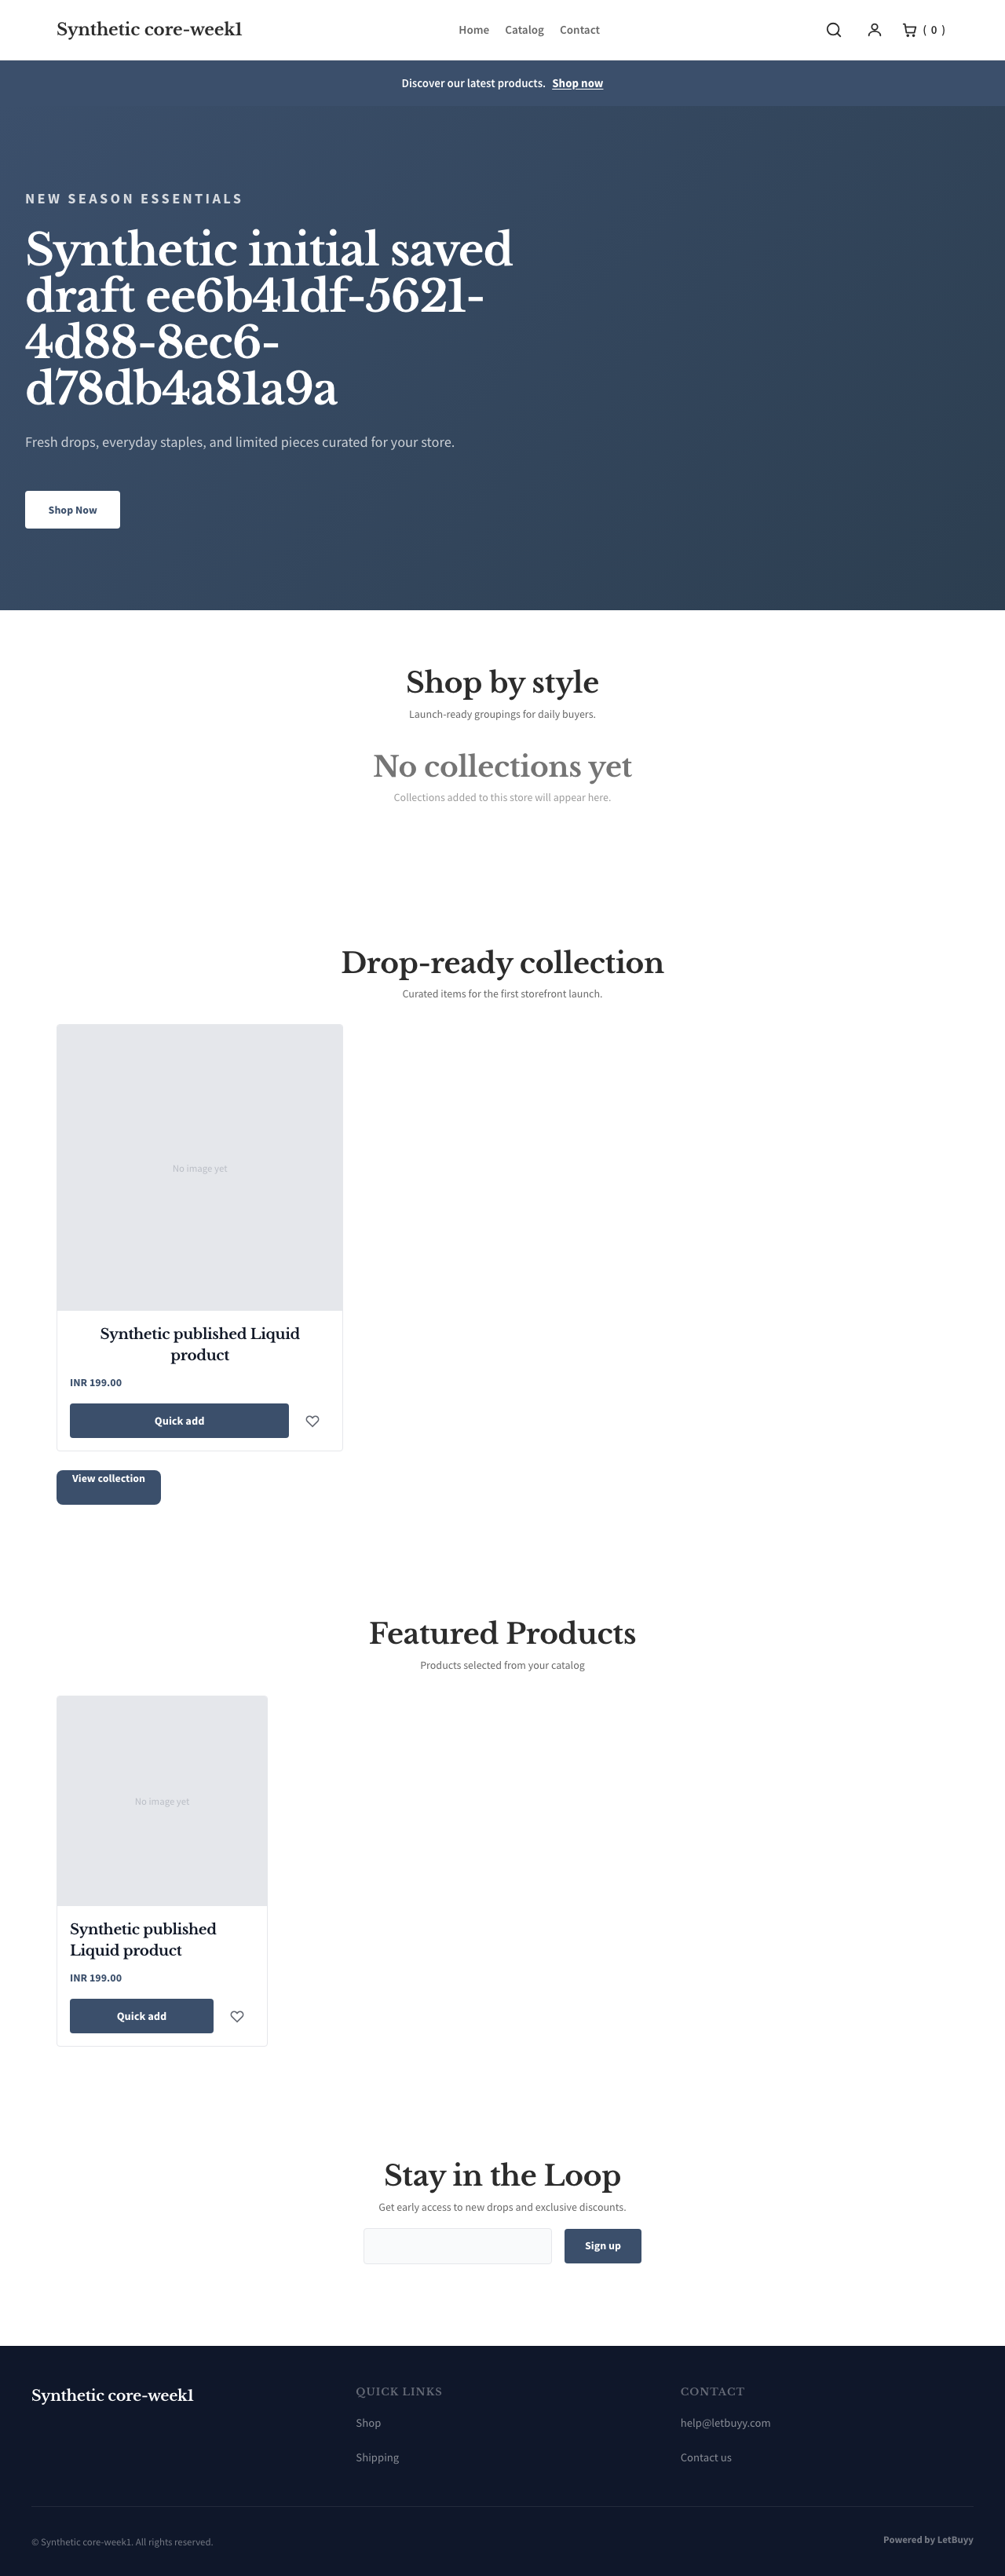 Synthetic core-week1
Home Catalog Contact
( 0 )
Discover our latest products. Shop now
NEW SEASON ESSENTIALS
Synthetic initial saved
draft ee6b41df-5621-
4d88-8ec6-
d78db4a81a9a
Fresh drops, everyday staples, and limited pieces curated for your store.
Shop Now
Shop by style
Launch-ready groupings for daily buyers.
No collections yet
Collections added to this store will appear here.
Drop-ready collection
Curated items for the first storefront launch.
No image yet
Synthetic published Liquid
product
INR 199.00
Quick add
View collection
Featured Products
Products selected from your catalog
No image yet
Synthetic published
Liquid product
INR 199.00
Quick add
Stay in the Loop
Get early access to new drops and exclusive discounts.
Sign up
Synthetic core-week1
QUICK LINKS
Shop
Shipping
CONTACT
help@letbuyy.com
Contact us
© Synthetic core-week1. All rights reserved.
Powered by LetBuyy